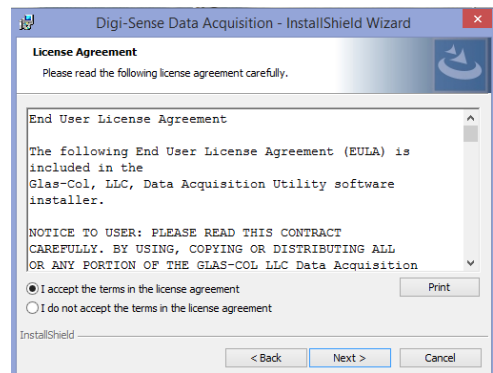 Digi-Sense Data Acquisition - InstallShield Wizard
License Agreement
Please read the following license agreement carefully.
End User License Agreement
The following End User License Agreement (EULA) is
included in the
Glas-Col, LLC, Data Acquisition Utility software
installer.
NOTICE TO USER: PLEASE READ THIS CONTRACT
CAREFULLY. BY USING, COPYING OR DISTRIBUTING ALL
OR ANY PORTION OF THE GLAS-COL LLC Data Acquisition
I accept the terms in the license agreement
Print
I do not accept the terms in the license agreement
InstallShield
< Back
Next >
Cancel